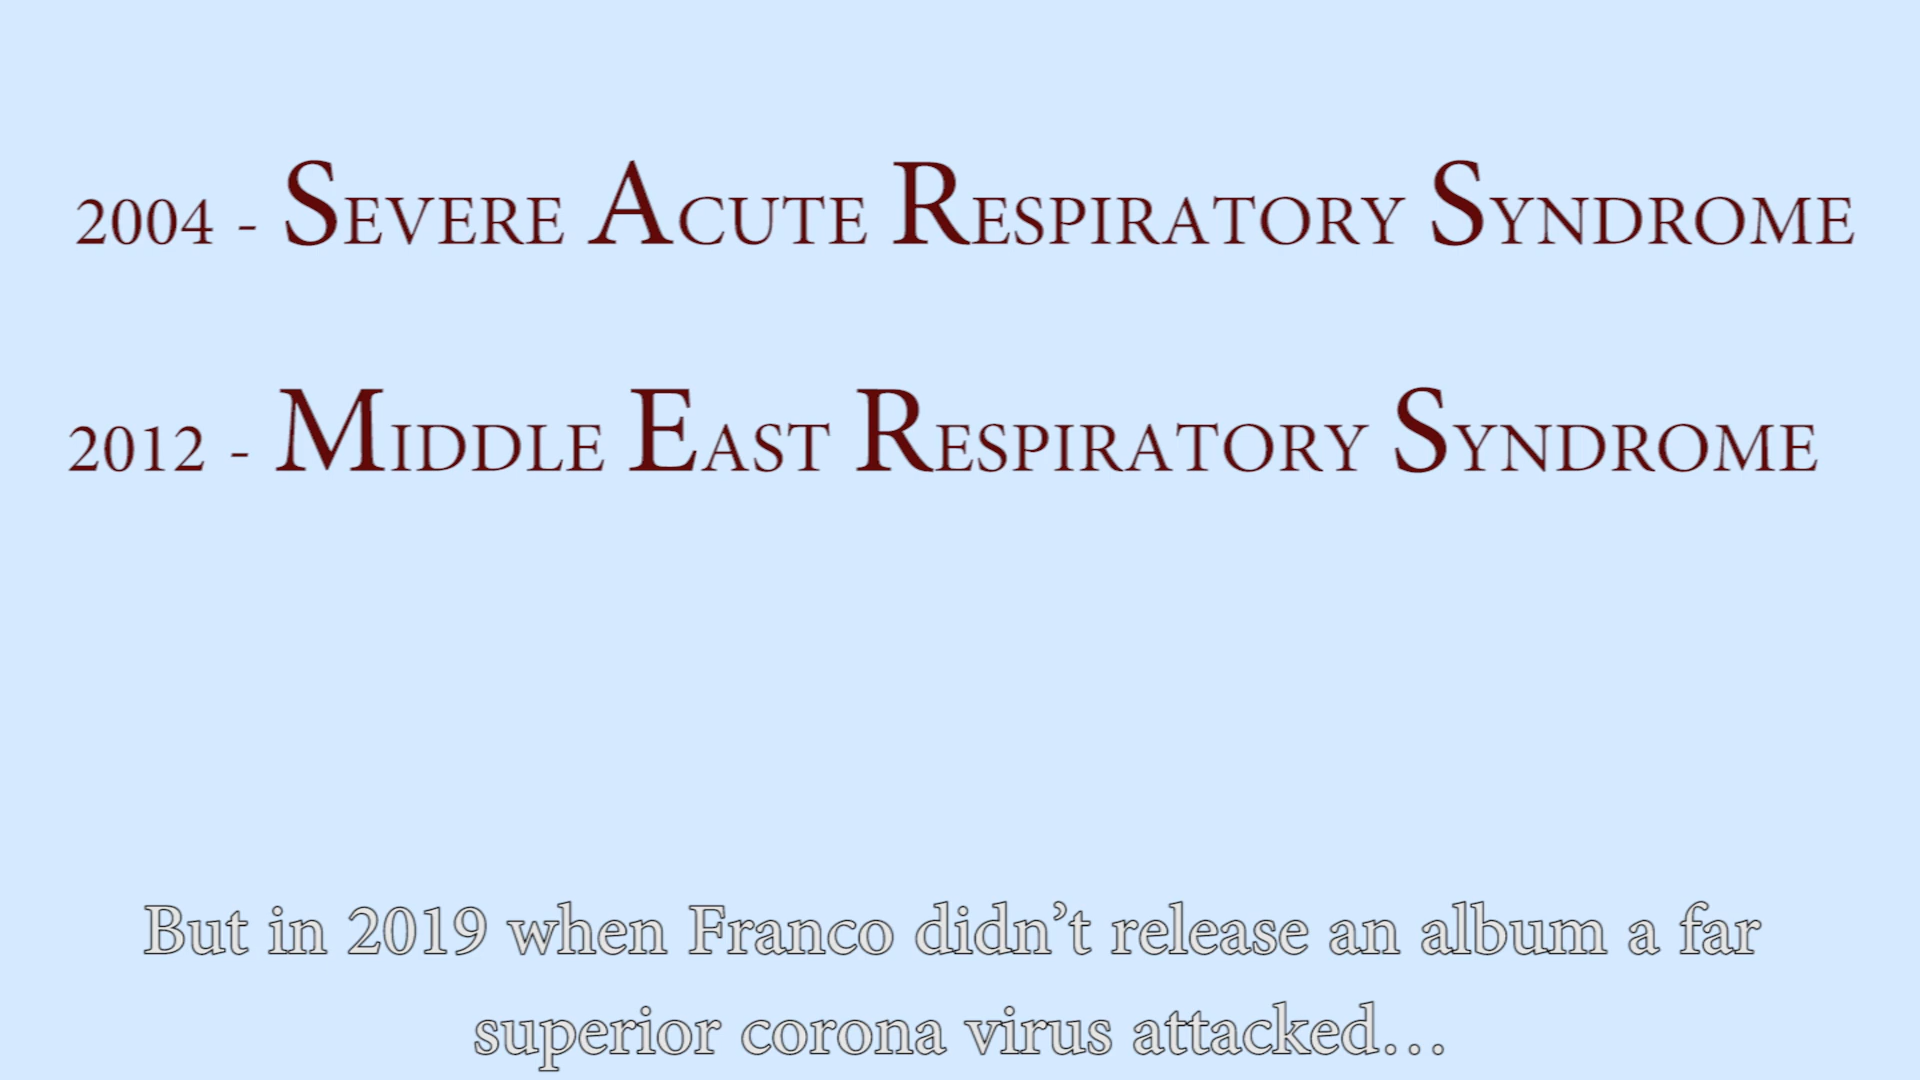 2004 - SEVERE ACUTE RESPIRATORY SYNDROME
2012 - MIDDLE EAST RESPIRATORY SYNDROME
But in 2019 when Franco didn’t release an album a far
superior corona virus attacked…